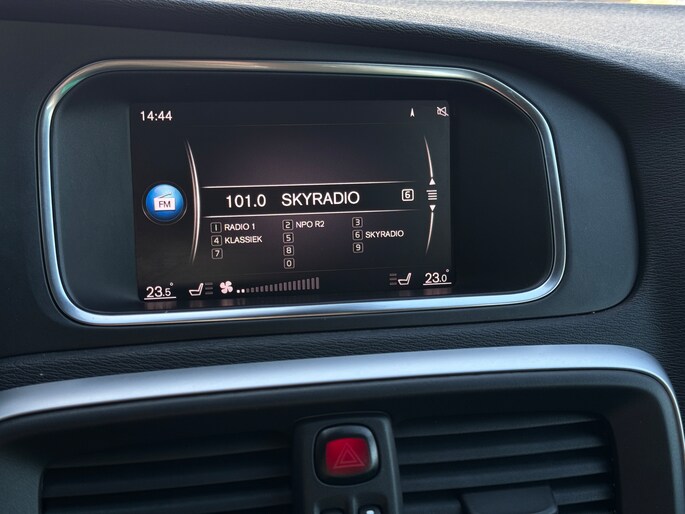 14:44
FM
101.0 SKYRADIO 6
1 RADIO 1 2 NPO R2 3
4 KLASSIEK 5 6 SKYRADIO
7 8 9
0
23.5° 23.0°